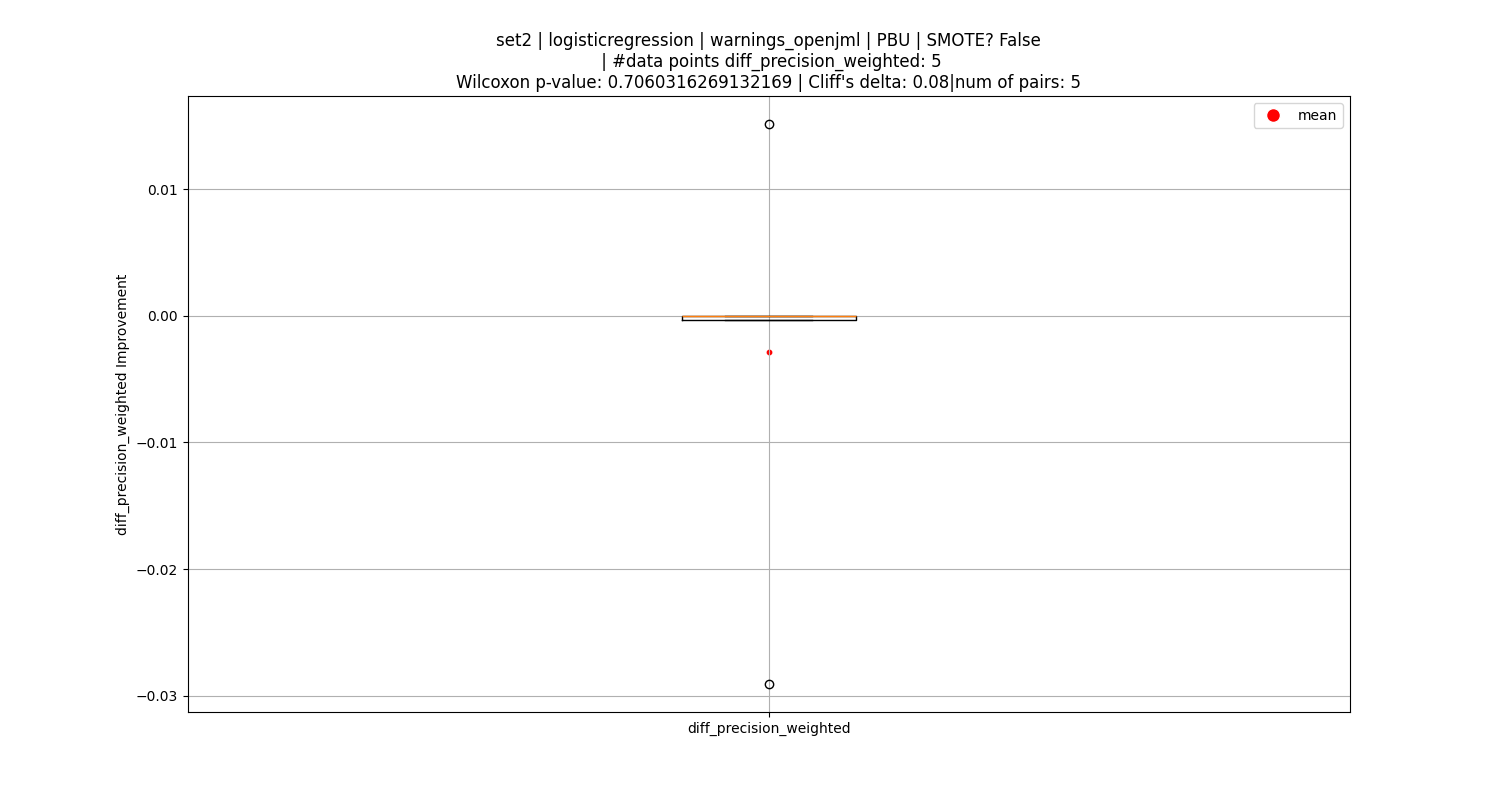 set2 | logisticregression | warnings_openjml | PBU | SMOTE? False
| #data points diff_precision_weighted: 5
Wilcoxon p-value: 0.7060316269132169 | Cliff's delta: 0.08|num of pairs: 5
mean
0.01
0.00
−0.01
−0.02
−0.03
diff_precision_weighted Improvement
diff_precision_weighted